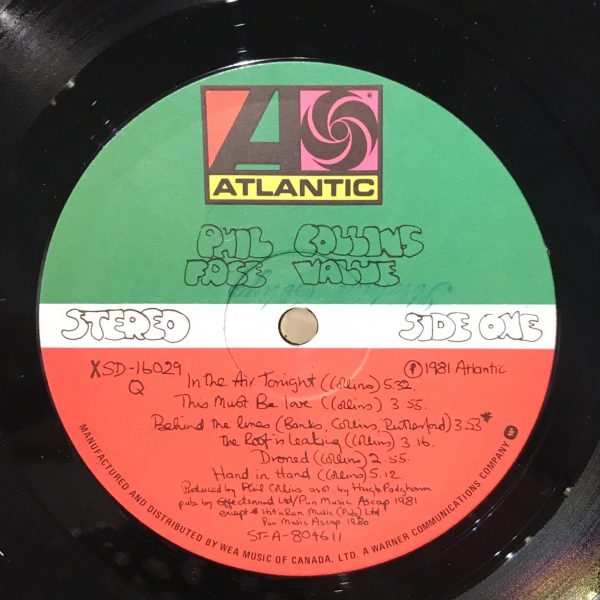 ATLANTIC
PHIL COLLINS
FACE VALUE
STEREO
SIDE ONE
XSD-16029
Q
℗1981 Atlantic
In the Air Tonight (Collins) 5.32
This Must Be Love (Collins) 3.55.
Behind the lines (Banks, Collins, Rutherford) 3.53*
The Roof is Leaking (Collins) 3.16.
Droned (Collins) 2.55.
Hand in Hand (Collins) 5.12
Produced by Phil Collins asst. by Hugh Padgham
pub. by Effectsound Ltd/Pun Music Ascap 1981
except * Hit n Run Music (Pub) Ltd
Pun Music Ascap 1980
ST-A-804611
MANUFACTURED AND DISTRIBUTED BY WEA MUSIC OF CANADA, LTD. A WARNER COMMUNICATIONS COMPANY